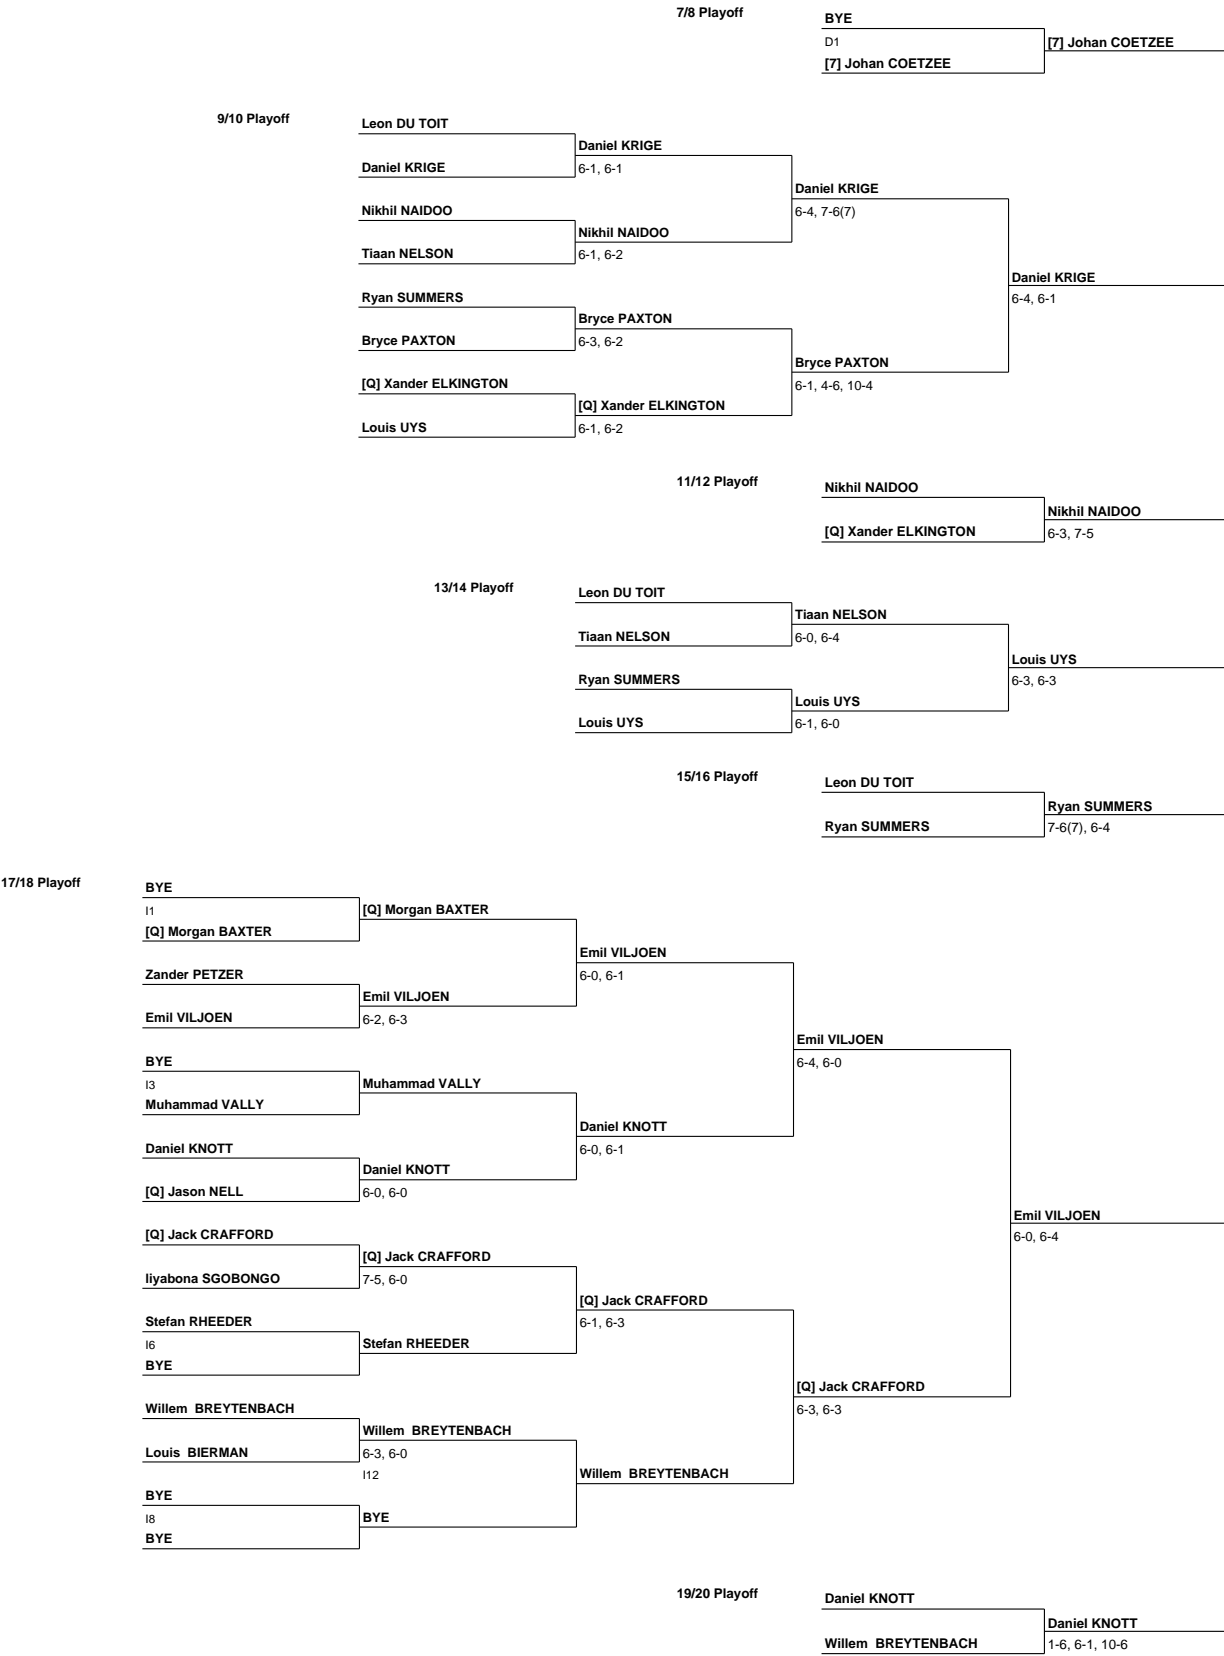 7/8 Playoff
BYE
D1
[7] Johan COETZEE
[7] Johan COETZEE
9/10 Playoff
Leon DU TOIT
Daniel KRIGE
Daniel KRIGE
6-1, 6-1
Daniel KRIGE
6-4, 7-6(7)
Nikhil NAIDOO
Nikhil NAIDOO
Tiaan NELSON
6-1, 6-2
Daniel KRIGE
6-4, 6-1
Ryan SUMMERS
Bryce PAXTON
Bryce PAXTON
6-3, 6-2
Bryce PAXTON
6-1, 4-6, 10-4
[Q] Xander ELKINGTON
[Q] Xander ELKINGTON
Louis UYS
6-1, 6-2
11/12 Playoff
Nikhil NAIDOO
Nikhil NAIDOO
[Q] Xander ELKINGTON
6-3, 7-5
13/14 Playoff
Leon DU TOIT
Tiaan NELSON
Tiaan NELSON
6-0, 6-4
Louis UYS
6-3, 6-3
Ryan SUMMERS
Louis UYS
Louis UYS
6-1, 6-0
15/16 Playoff
Leon DU TOIT
Ryan SUMMERS
Ryan SUMMERS
7-6(7), 6-4
17/18 Playoff
BYE
I1
[Q] Morgan BAXTER
[Q] Morgan BAXTER
Emil VILJOEN
6-0, 6-1
Zander PETZER
Emil VILJOEN
Emil VILJOEN
6-2, 6-3
Emil VILJOEN
6-4, 6-0
BYE
I3
Muhammad VALLY
Muhammad VALLY
Daniel KNOTT
6-0, 6-1
Daniel KNOTT
Daniel KNOTT
[Q] Jason NELL
6-0, 6-0
Emil VILJOEN
6-0, 6-4
[Q] Jack CRAFFORD
[Q] Jack CRAFFORD
Iiyabona SGOBONGO
7-5, 6-0
[Q] Jack CRAFFORD
6-1, 6-3
Stefan RHEEDER
I6
Stefan RHEEDER
BYE
[Q] Jack CRAFFORD
6-3, 6-3
Willem BREYTENBACH
Willem BREYTENBACH
Louis BIERMAN
6-3, 6-0
I12
Willem BREYTENBACH
BYE
I8
BYE
BYE
19/20 Playoff
Daniel KNOTT
Daniel KNOTT
Willem BREYTENBACH
1-6, 6-1, 10-6